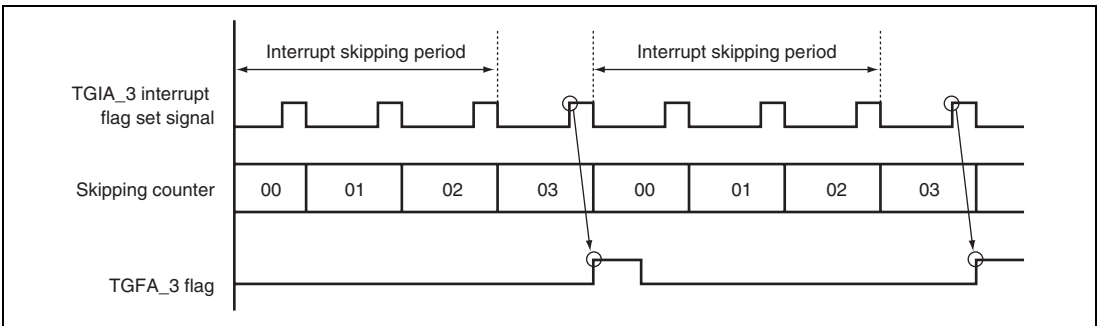 Interrupt skipping period
Interrupt skipping period
TGIA_3 interrupt
flag set signal
Skipping counter
00
01
02
03
00
01
02
03
TGFA_3 flag